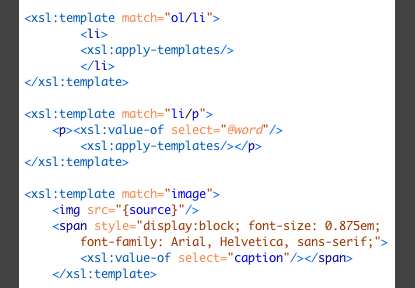 <xsl:template match="ol/li">
<li>
<xsl:apply-templates/>
</li>
</xsl:template>
<xsl:template match="li/p">
<p><xsl:value-of select="@word"/>
<xsl:apply-templates/></p>
</xsl:template>
<xsl:template match="image">
<img src="{source}"/>
<span style="display:block; font-size: 0.875em;
font-family: Arial, Helvetica, sans-serif;">
<xsl:value-of select="caption"/></span>
</xsl:template>